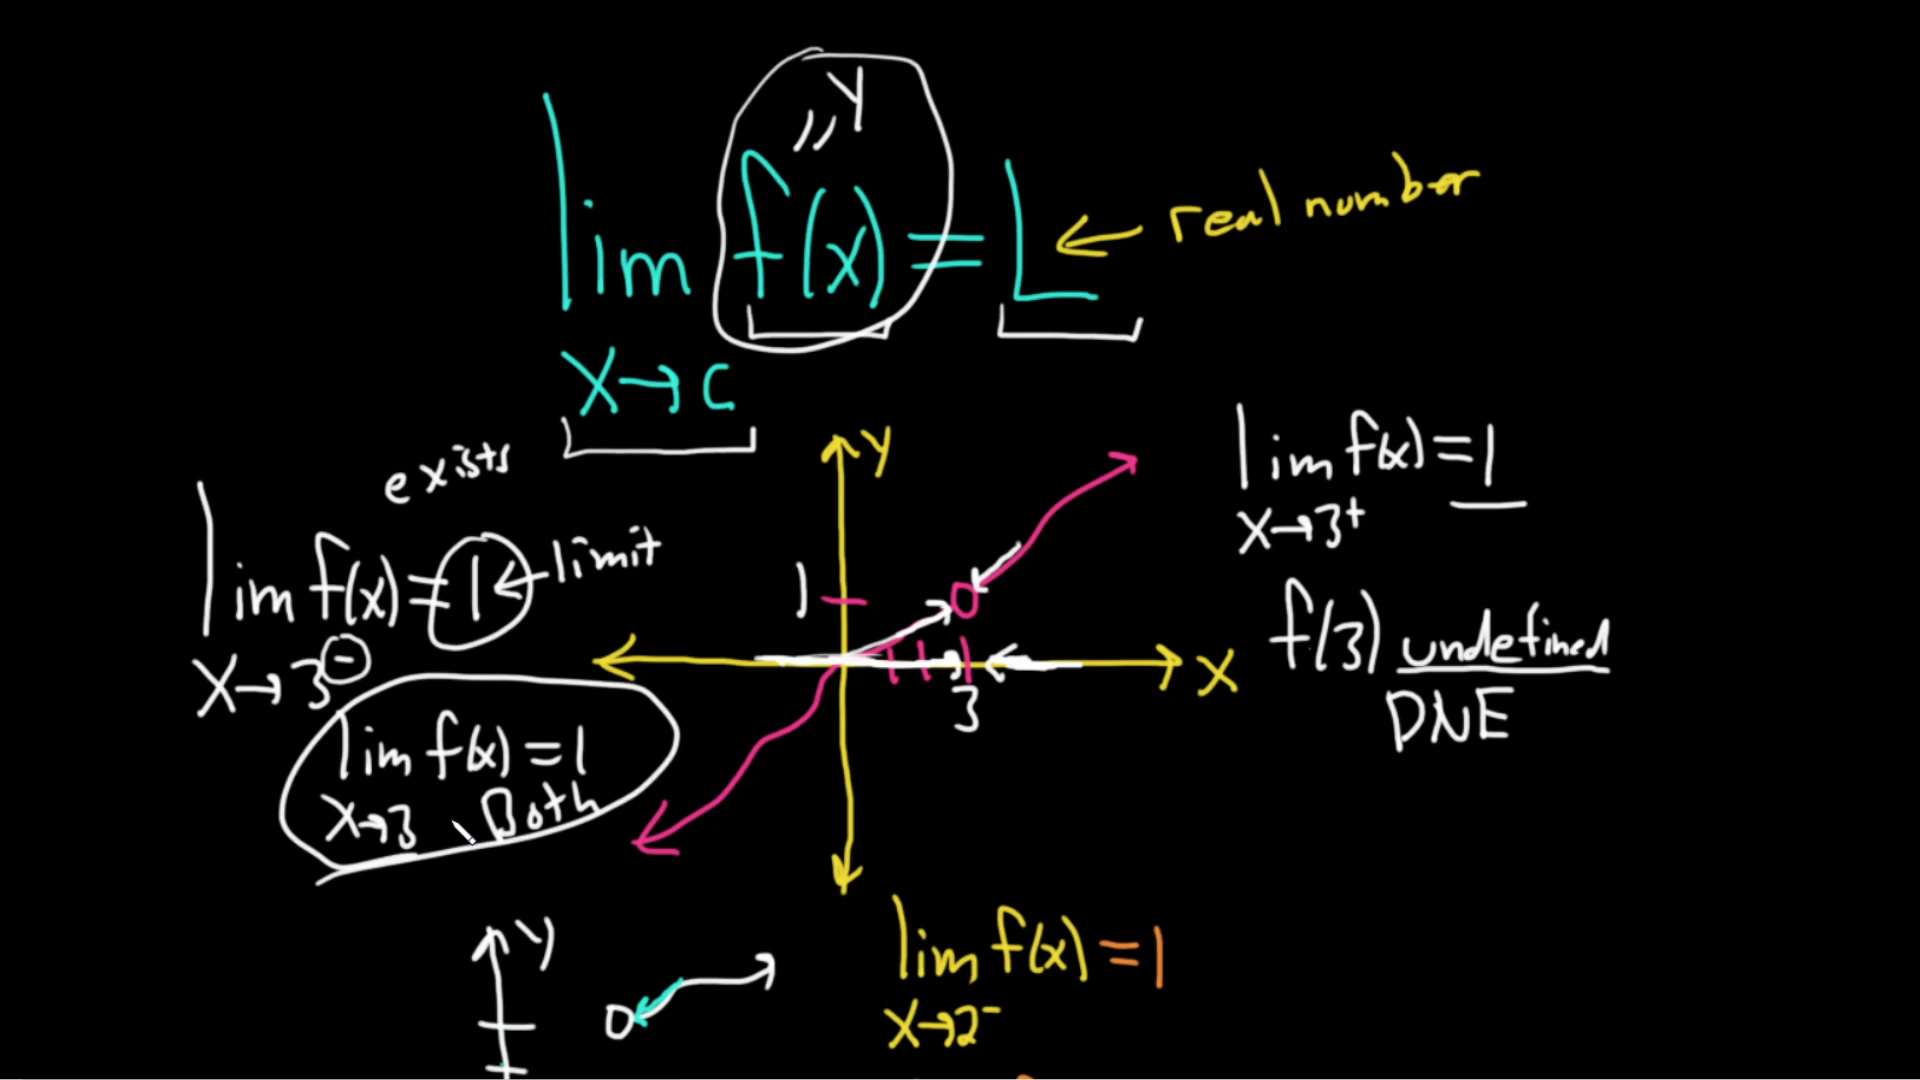 "y
lim f(x) = L ← real number
x→c
exists
lim f(x) = 1 ← limit
x→3⁻
lim f(x) = 1
x→3 Both
y
1
3
x
lim f(x) = 1
x→3⁺
f(3) undefined
DNE
y
lim f(x) = 1
x→2⁻